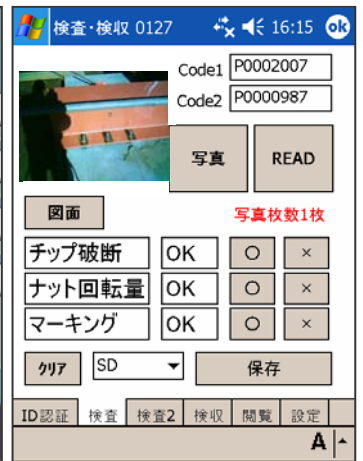 検査･検収 0127 16:15 ok
Code1 P0002007
Code2 P0000987
写真 READ
図面 写真枚数1枚
チップ破断 OK ○ ×
ナット回転量 OK ○ ×
マーキング OK ○ ×
クリア SD 保存
ID認証 検査 検査2 検収 閲覧 設定
A